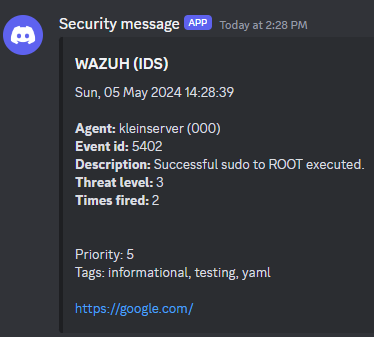 Security message APP Today at 2:28 PM
WAZUH (IDS)
Sun, 05 May 2024 14:28:39
Agent: kleinserver (000)
Event id: 5402
Description: Successful sudo to ROOT executed.
Threat level: 3
Times fired: 2
Priority: 5
Tags: informational, testing, yaml
https://google.com/